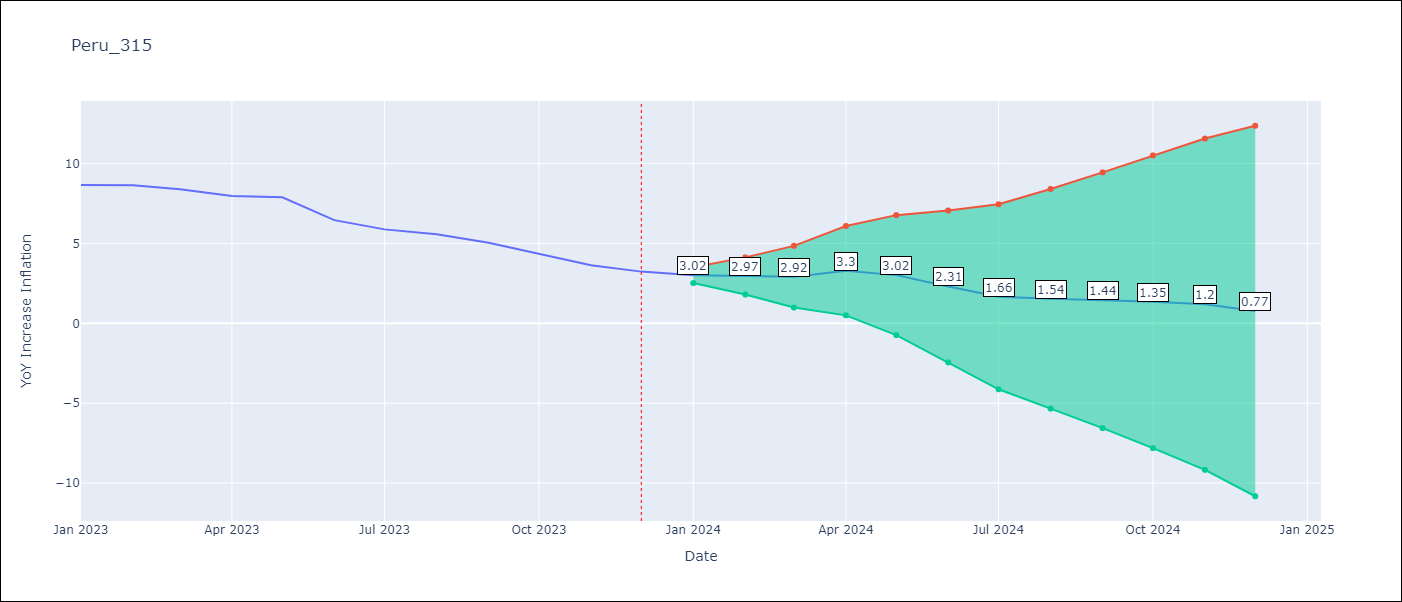 Peru_315
YoY Increase Inflation
10
5
0
−5
−10
3.02
2.97
2.92
3.3
3.02
2.31
1.66
1.54
1.44
1.35
1.2
0.77
Jan 2023
Apr 2023
Jul 2023
Oct 2023
Jan 2024
Apr 2024
Jul 2024
Oct 2024
Jan 2025
Date